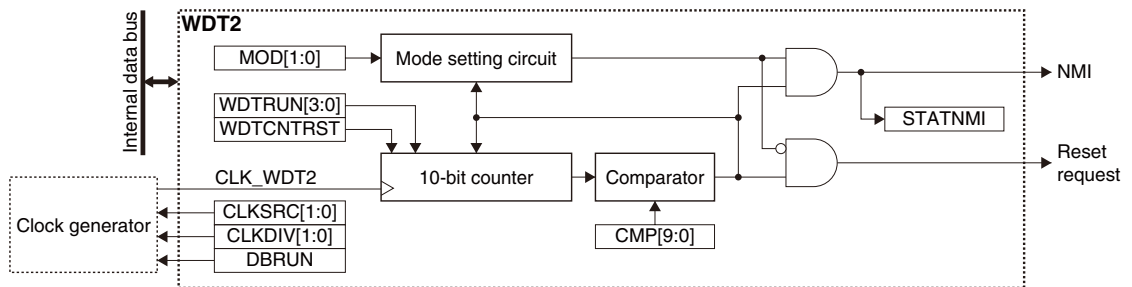 WDT2
Internal data bus
MOD[1:0]
Mode setting circuit
NMI
WDTRUN[3:0]
WDTCNTRST
STATNMI
CLK_WDT2
10-bit counter
Comparator
Reset
request
Clock generator
CLKSRC[1:0]
CLKDIV[1:0]
DBRUN
CMP[9:0]